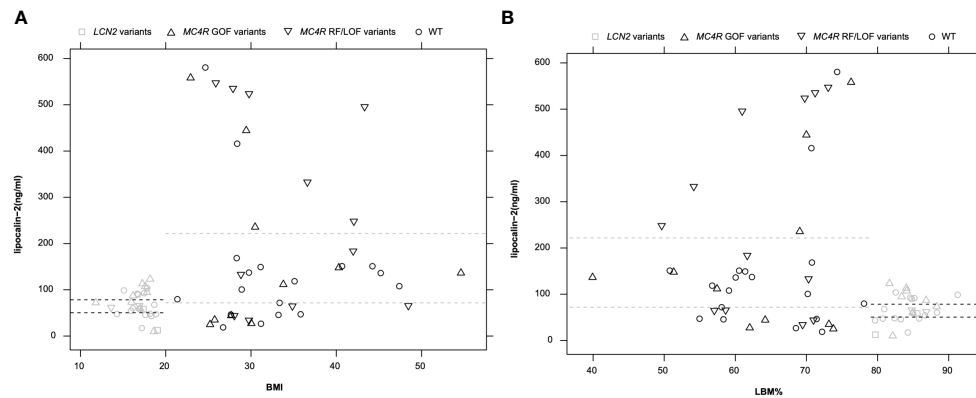 A
LCN2 variants MC4R GOF variants MC4R RF/LOF variants WT
600
500
400
300
200
100
0
lipocalin−2(ng/ml)
10 20 30 40 50
BMI
B
LCN2 variants MC4R GOF variants MC4R RF/LOF variants WT
600
500
400
300
200
100
0
lipocalin−2(ng/ml)
40 50 60 70 80 90
LBM%